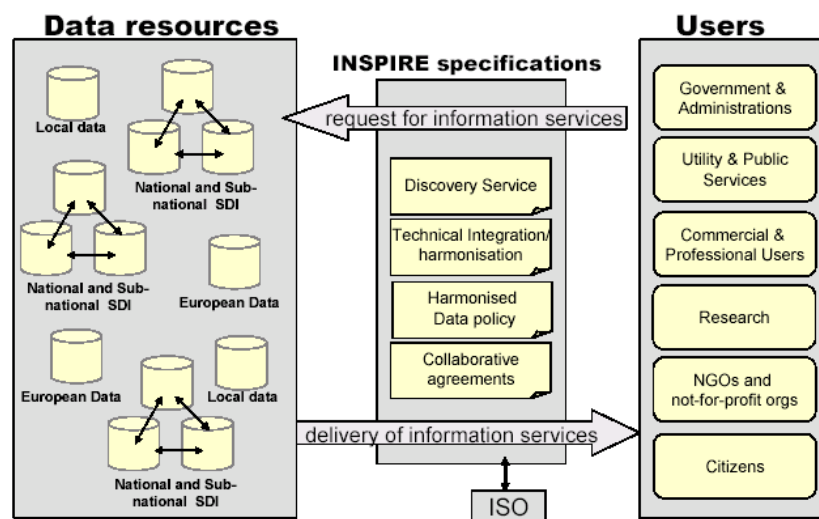 Data resources
Local data
National and Sub-
national SDI
National and Sub-
national SDI
European Data
European Data
Local data
National and Sub-
national SDI
INSPIRE specifications
request for information services
Discovery Service
Technical Integration/
harmonisation
Harmonised
Data policy
Collaborative
agreements
delivery of information services
ISO
Users
Government &
Administrations
Utility & Public
Services
Commercial &
Professional Users
Research
NGOs and
not-for-profit orgs
Citizens